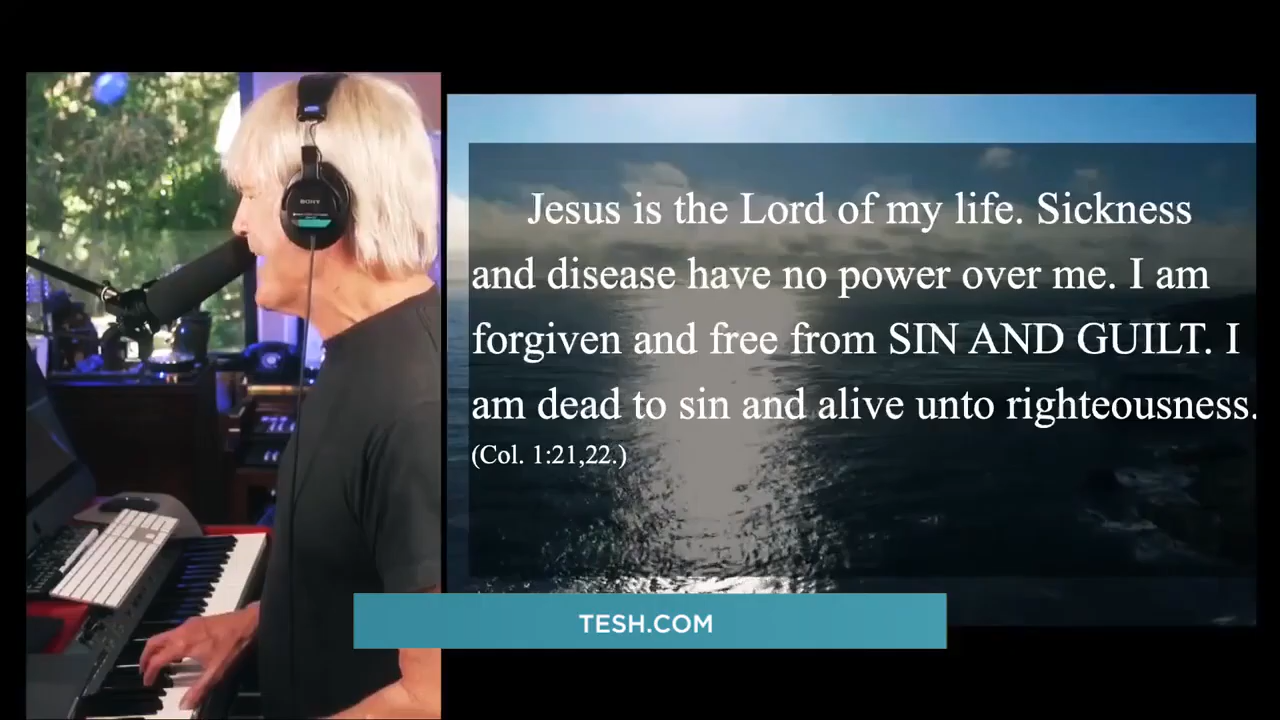 SONY
Jesus is the Lord of my life. Sickness
and disease have no power over me. I am
forgiven and free from SIN AND GUILT. I
am dead to sin and alive unto righteousness.
(Col. 1:21,22.)
TESH.COM